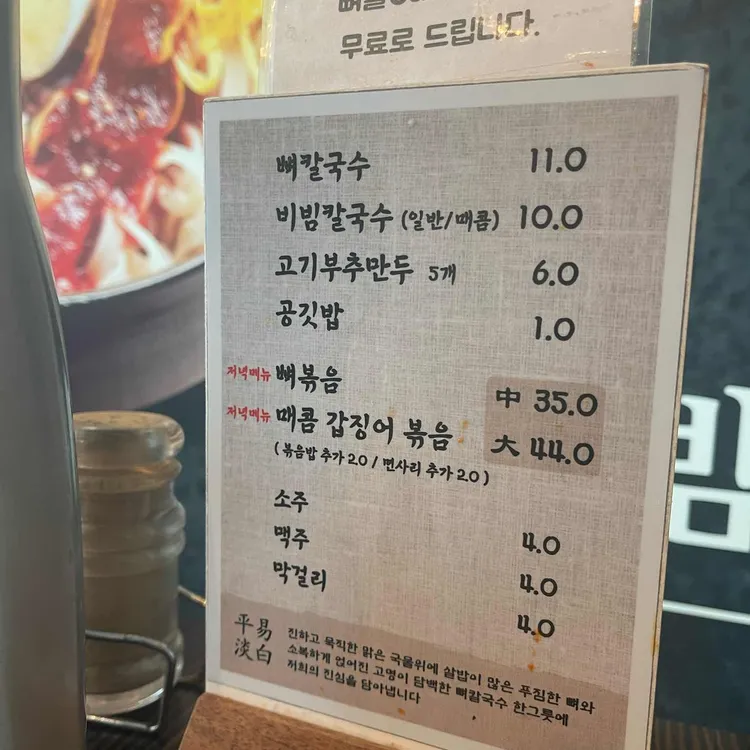 무료로 드립니다.
뼈칼국수 11.0
비빔칼국수 (일반/매콤) 10.0
고기부추만두 5개 6.0
공깃밥 1.0
저녁메뉴 뼈볶음 中 35.0
저녁메뉴 매콤 갑징어 볶음 大 44.0
( 볶음밥 추가 2.0 / 면사리 추가 2.0 )
소주 4.0
맥주 4.0
막걸리 4.0
平易
淡白
진하고 묵직한 맑은 국물위에 살밥이 많은 푸짐한 뼈와
소복하게 얹어진 고명이 담백한 뼈칼국수 한그릇에
저희의 진심을 담아냅니다